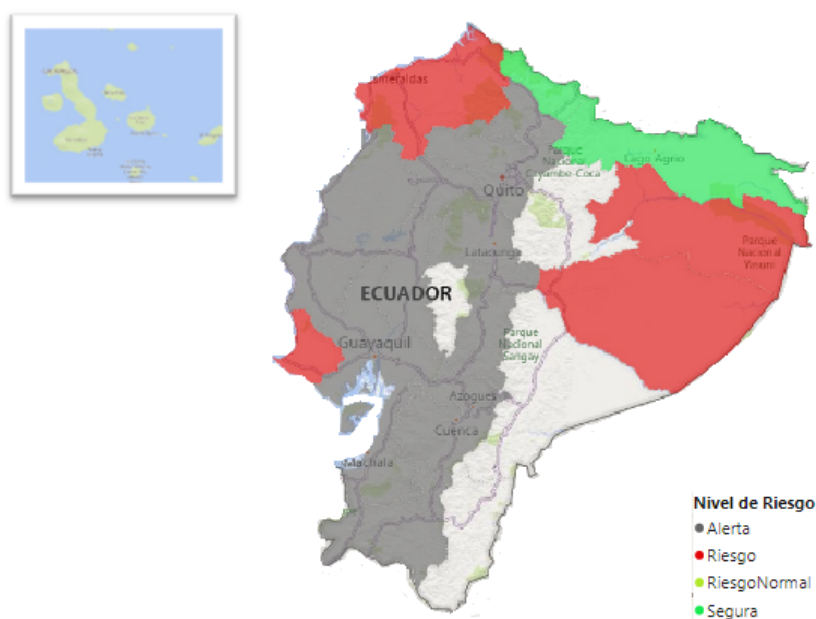 Esmeraldas
Parque
Nacional
Cayambe-Coca
Lago Agrio
Quito
Parque
Nacional
Yasuni
Latacunga
ECUADOR
Parque
Nacional
Sangay
Guayaquil
Azogues
Cuenca
Machala
Nivel de Riesgo
Alerta
Riesgo
RiesgoNormal
Segura